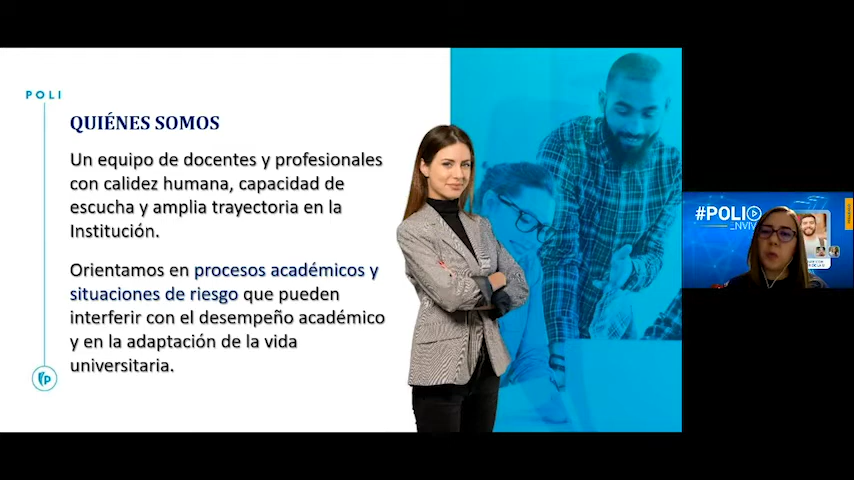 POLI
QUIÉNES SOMOS
Un equipo de docentes y profesionales
con calidez humana, capacidad de
escucha y amplia trayectoria en la
Institución.
Orientamos en procesos académicos y
situaciones de riesgo que pueden
interferir con el desempeño académico
y en la adaptación de la vida
universitaria.
P
#POLI